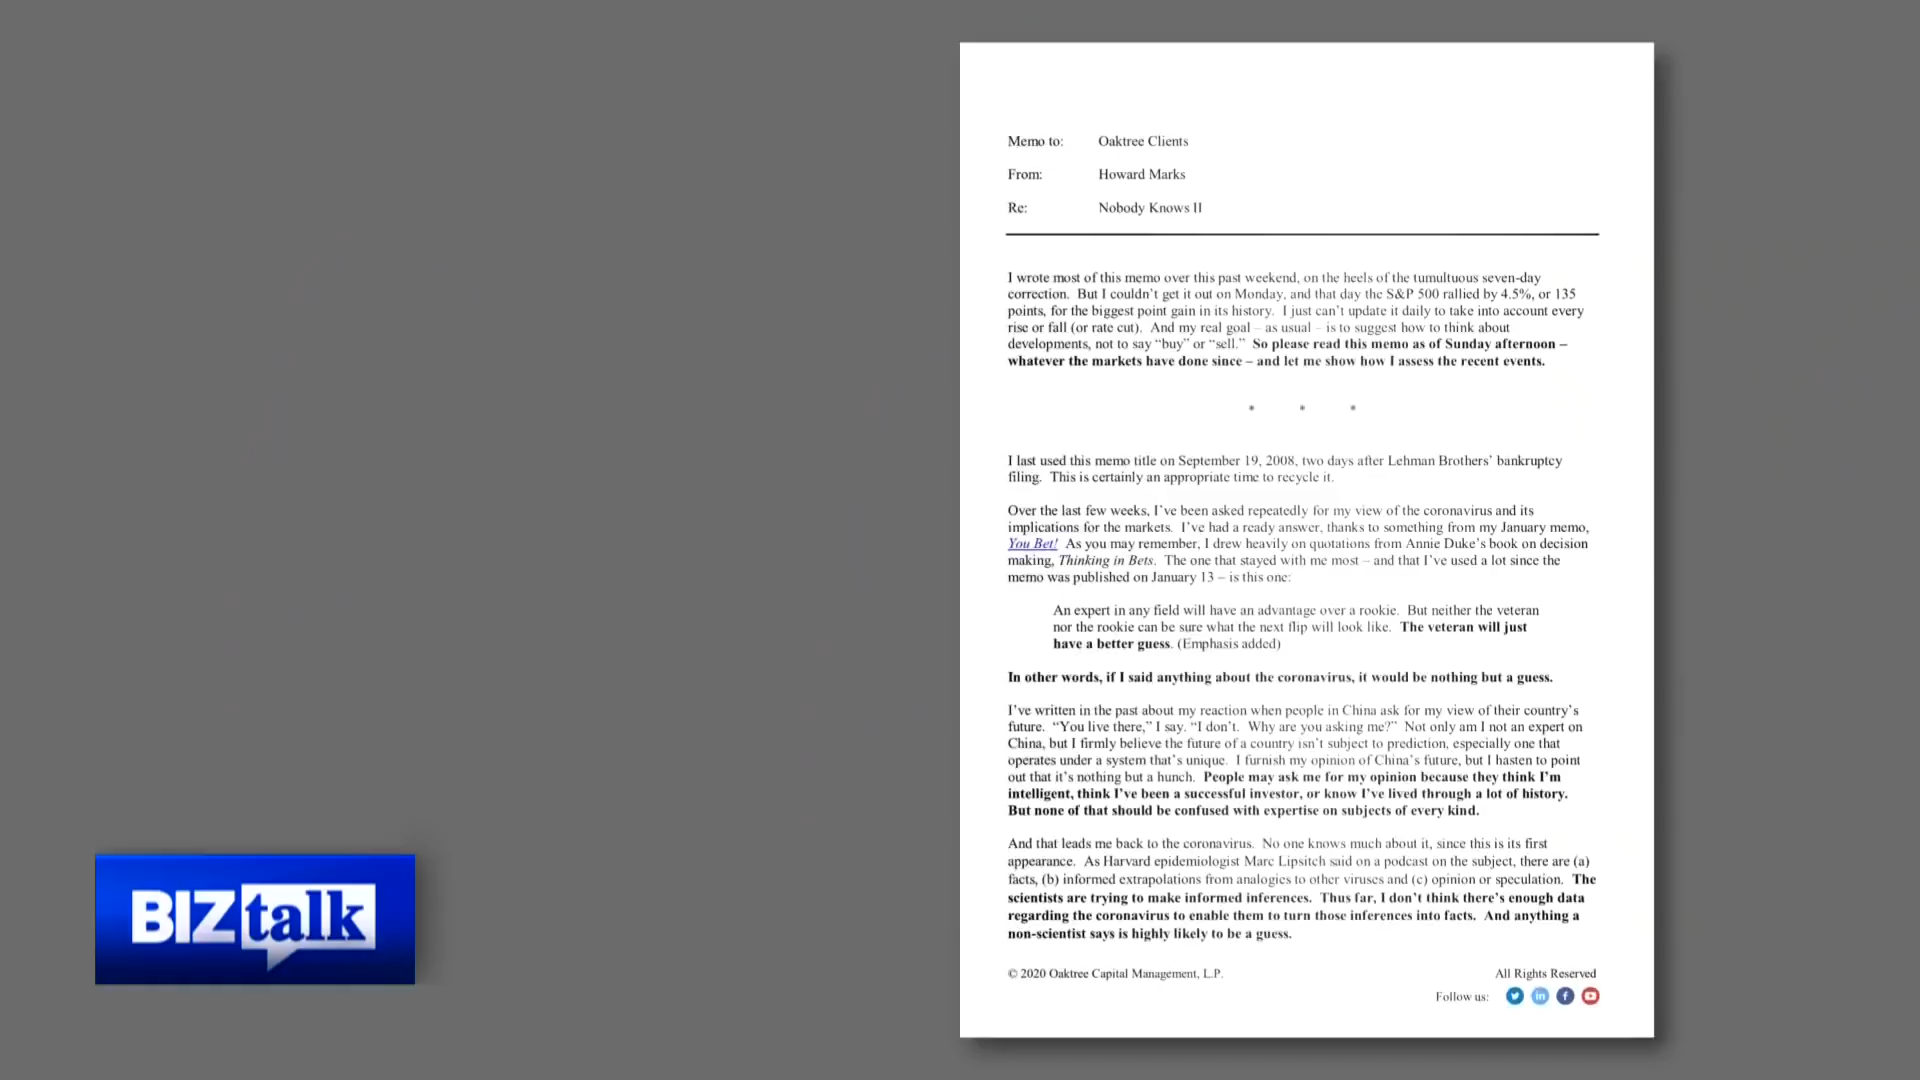 Memo to: Oaktree Clients
From: Howard Marks
Re: Nobody Knows II
I wrote most of this memo over this past weekend, on the heels of the tumultuous seven-day
correction. But I couldn't get it out on Monday, and that day the S&P 500 rallied by 4.5%, or 135
points, for the biggest point gain in its history. I just can't update it daily to take into account every
rise or fall (or rate cut). And my real goal – as usual – is to suggest how to think about
developments, not to say “buy” or “sell.” So please read this memo as of Sunday afternoon –
whatever the markets have done since – and let me show how I assess the recent events.
* * *
I last used this memo title on September 19, 2008, two days after Lehman Brothers' bankruptcy
filing. This is certainly an appropriate time to recycle it.
Over the last few weeks, I've been asked repeatedly for my view of the coronavirus and its
implications for the markets. I've had a ready answer, thanks to something from my January memo,
You Bet! As you may remember, I drew heavily on quotations from Annie Duke's book on decision
making, Thinking in Bets. The one that stayed with me most – and that I've used a lot since the
memo was published on January 13 – is this one:
An expert in any field will have an advantage over a rookie. But neither the veteran
nor the rookie can be sure what the next flip will look like. The veteran will just
have a better guess. (Emphasis added)
In other words, if I said anything about the coronavirus, it would be nothing but a guess.
I've written in the past about my reaction when people in China ask for my view of their country's
future. “You live there,” I say. “I don't. Why are you asking me?” Not only am I not an expert on
China, but I firmly believe the future of a country isn't subject to prediction, especially one that
operates under a system that's unique. I furnish my opinion of China's future, but I hasten to point
out that it's nothing but a hunch. People may ask me for my opinion because they think I'm
intelligent, think I've been a successful investor, or know I've lived through a lot of history.
But none of that should be confused with expertise on subjects of every kind.
And that leads me back to the coronavirus. No one knows much about it, since this is its first
appearance. As Harvard epidemiologist Marc Lipsitch said on a podcast on the subject, there are (a)
facts, (b) informed extrapolations from analogies to other viruses and (c) opinion or speculation. The
scientists are trying to make informed inferences. Thus far, I don't think there's enough data
regarding the coronavirus to enable them to turn those inferences into facts. And anything a
non-scientist says is highly likely to be a guess.
© 2020 Oaktree Capital Management, L.P. All Rights Reserved
Follow us:
BIZtalk